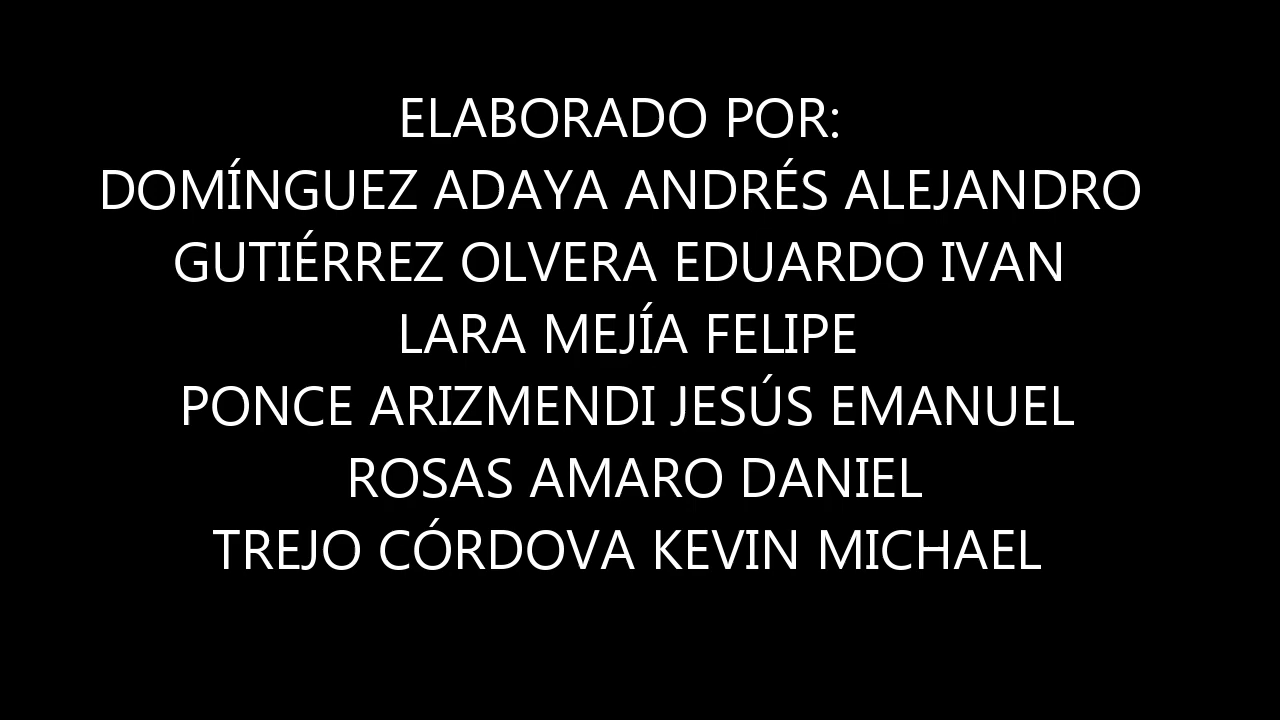 ELABORADO POR:
DOMÍNGUEZ ADAYA ANDRÉS ALEJANDRO
GUTIÉRREZ OLVERA EDUARDO IVAN
LARA MEJÍA FELIPE
PONCE ARIZMENDI JESÚS EMANUEL
ROSAS AMARO DANIEL
TREJO CÓRDOVA KEVIN MICHAEL